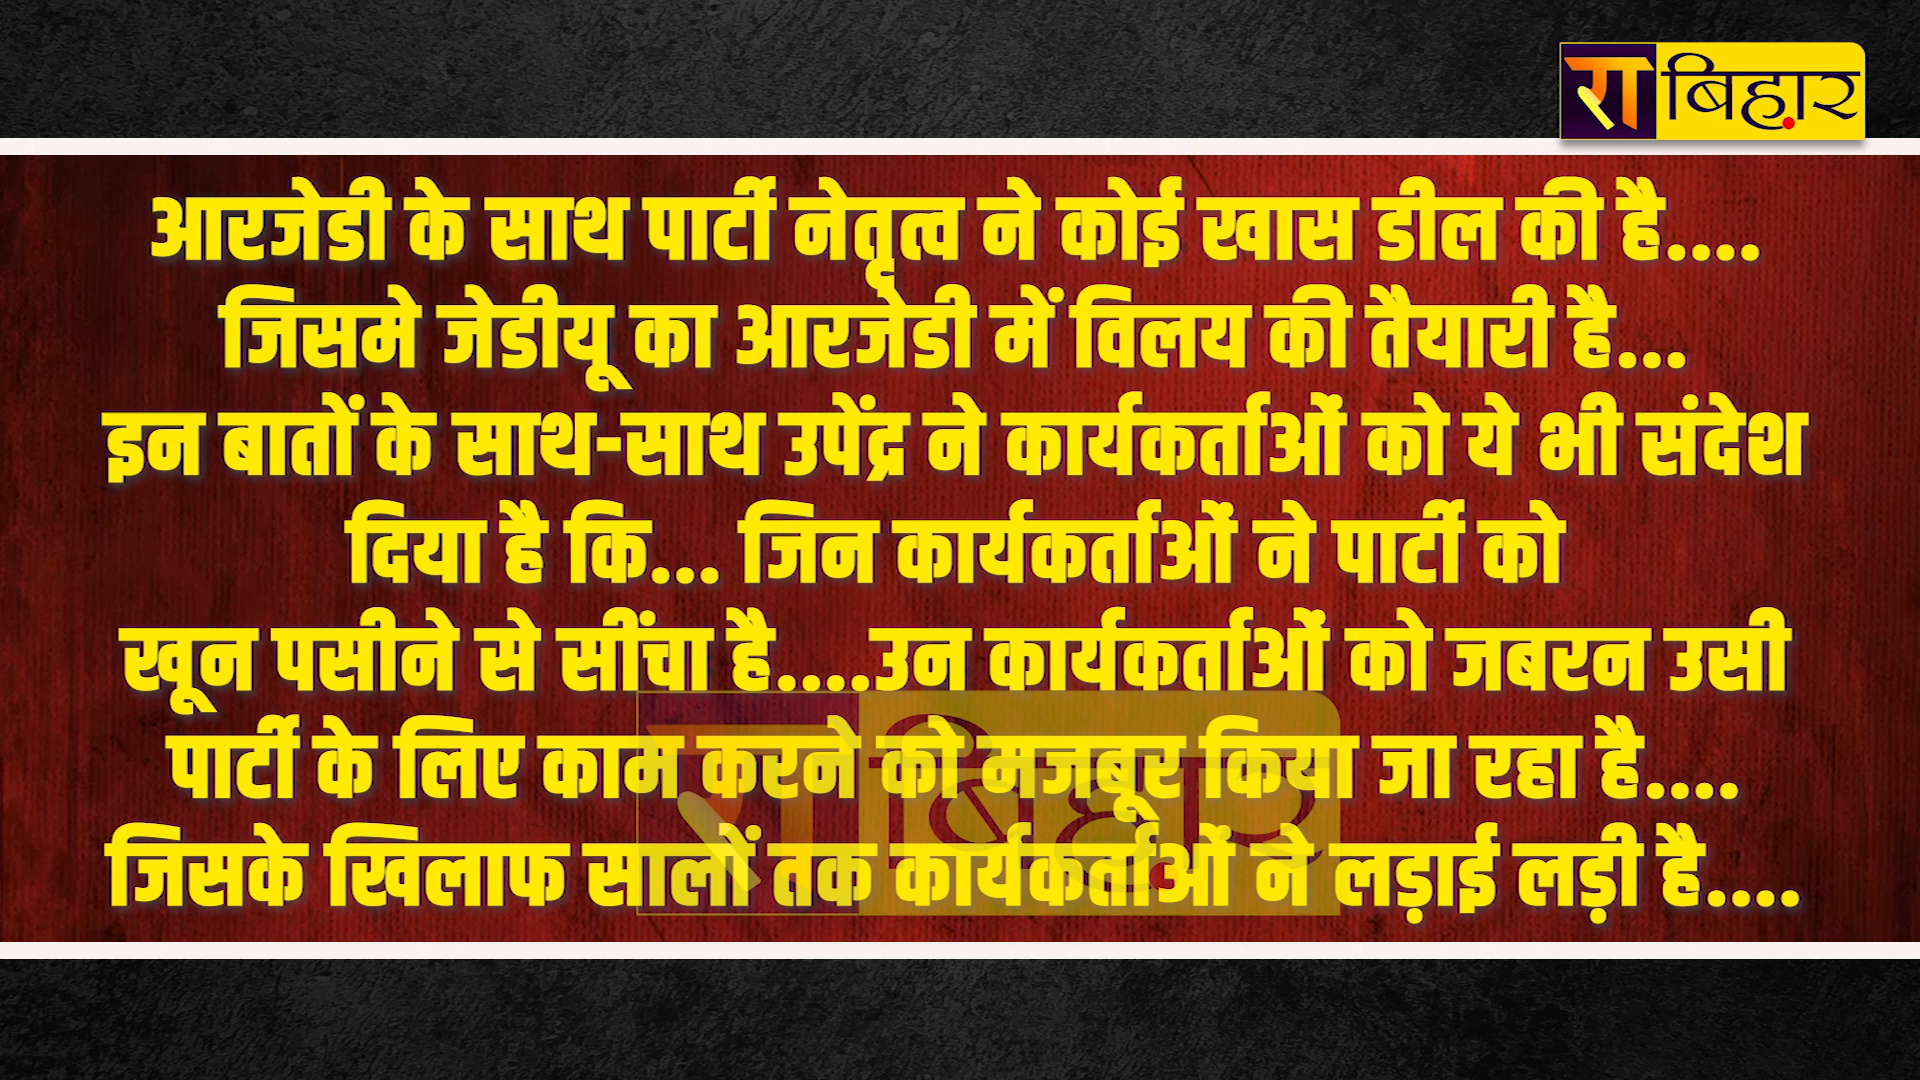 रा बिहार
आरजेडी के साथ पार्टी नेतृत्व ने कोई खास डील की है....
जिसमे जेडीयू का आरजेडी में विलय की तैयारी है...
इन बातों के साथ-साथ उपेंद्र ने कार्यकर्ताओं को ये भी संदेश
दिया है कि... जिन कार्यकर्ताओं ने पार्टी को
खून पसीने से सींचा है....उन कार्यकर्ताओं को जबरन उसी
पार्टी के लिए काम करने को मजबूर किया जा रहा है....
जिसके खिलाफ सालों तक कार्यकर्ताओं ने लड़ाई लड़ी है....
रा बिहार